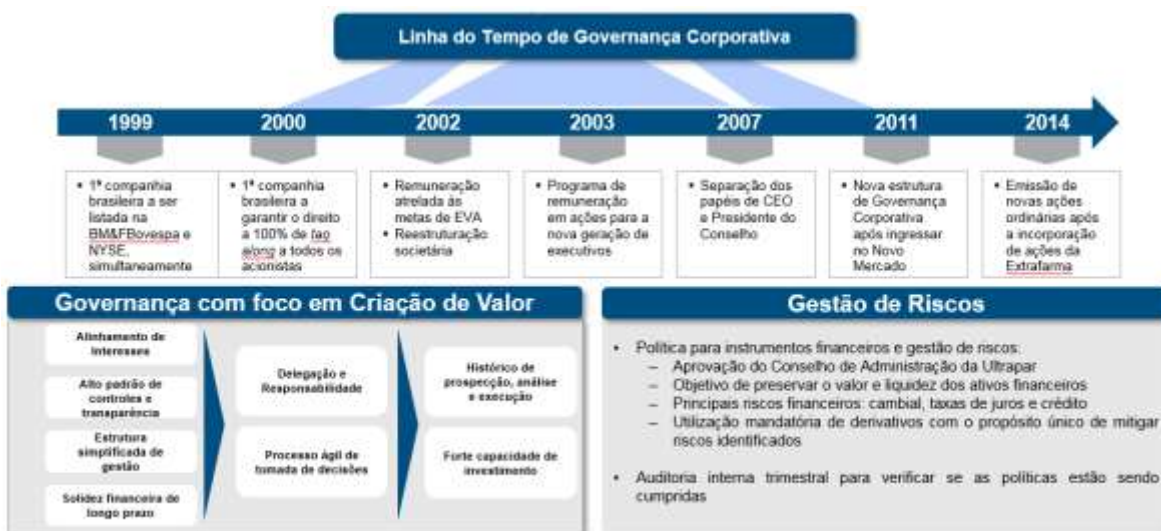 Linha do Tempo de Governança Corporativa
1999
2000
2002
2003
2007
2011
2014
▪ 1ª companhia
brasileira a ser
listada na
BM&FBovespa e
NYSE,
simultaneamente
▪ 1ª companhia
brasileira a
garantir o direito
a 100% de tag
along a todos os
acionistas
▪ Remuneração
atrelada às
metas de EVA
▪ Reestruturação
societária
▪ Programa de
remuneração
em ações para a
nova geração de
executivos
▪ Separação dos
papéis de CEO
e Presidente do
Conselho
▪ Nova estrutura
de Governança
Corporativa
após ingressar
no Novo
Mercado
▪ Emissão de
novas ações
ordinárias após
a incorporação
de ações da
Extrafarma
Governança com foco em Criação de Valor
Alinhamento de
Interesses
Alto padrão de
controles e
transparência
Estrutura
simplificada de
gestão
Solidez financeira de
longo prazo
Delegação e
Responsabilidade
Processo ágil de
tomada de decisões
Histórico de
prospecção, análise
e execução
Forte capacidade de
investimento
Gestão de Riscos
• Política para instrumentos financeiros e gestão de riscos:
– Aprovação do Conselho de Administração da Ultrapar
– Objetivo de preservar o valor e liquidez dos ativos financeiros
– Principais riscos financeiros: cambial, taxas de juros e crédito
– Utilização mandatória de derivativos com o propósito único de mitigar
riscos identificados
• Auditoria interna trimestral para verificar se as políticas estão sendo
cumpridas